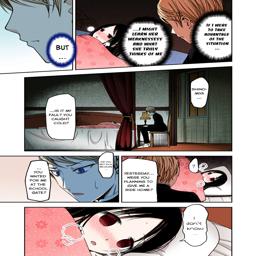 IF I WERE
TO TAKE
ADVANTAGE
OF THE
SITUATION
...
...I MIGHT
LEARN HER
WEAKNESSESS
AND WHAT
SHE TRULY
THINKS OF ME
BUT
...
SHINO-
MIYA.
...IS IT MY
FAULT YOU
CAUGHT
COLD?
YESTERDAY,
WERE YOU
PLANNING TO
GIVE ME A
RIDE HOME?
YOU
WAITED FOR
ME AT THE
SCHOOL
GATE?
I don't
know.